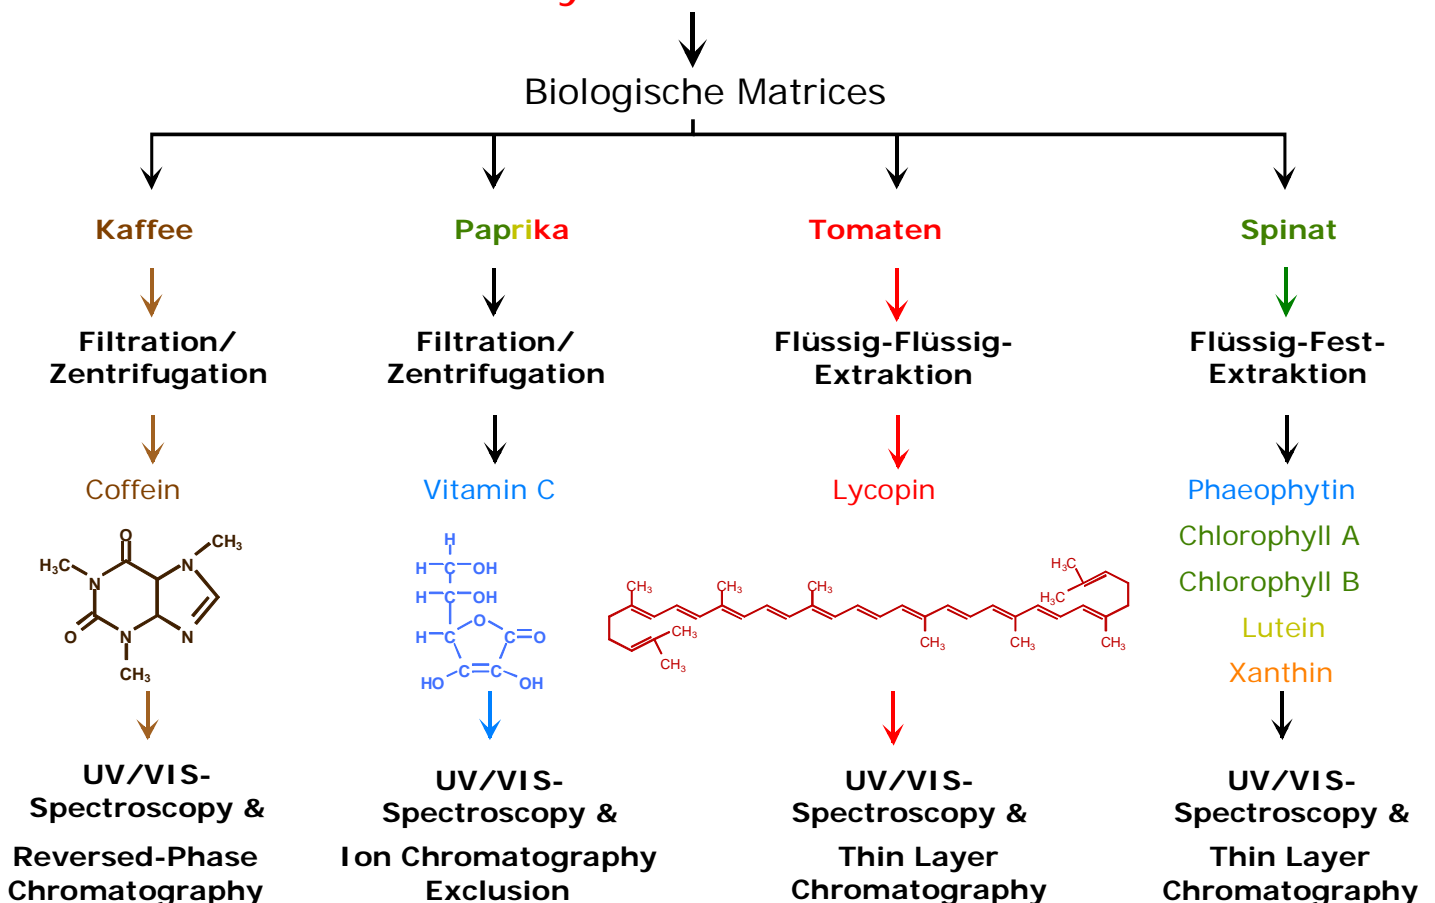 Biologische Matrices
Kaffee
Paprika
Tomaten
Spinat
Filtration/
Zentrifugation
Filtration/
Zentrifugation
Flüssig-Flüssig-
Extraktion
Flüssig-Fest-
Extraktion
Coffein
Vitamin C
Lycopin
Phaeophytin
Chlorophyll A
Chlorophyll B
Lutein
Xanthin
O
CH₃
H₃C
N
N
O
N
N
CH₃
H
H C OH
H C OH
O
H C C O
C C
HO OH
CH₃ CH₃ CH₃
H₃C
H₃C
CH₃
CH₃
CH₃ CH₃ CH₃
UV/VIS-
Spectroscopy &
Reversed-Phase
Chromatography
UV/VIS-
Spectroscopy &
Ion Chromatography
Exclusion
UV/VIS-
Spectroscopy &
Thin Layer
Chromatography
UV/VIS-
Spectroscopy &
Thin Layer
Chromatography